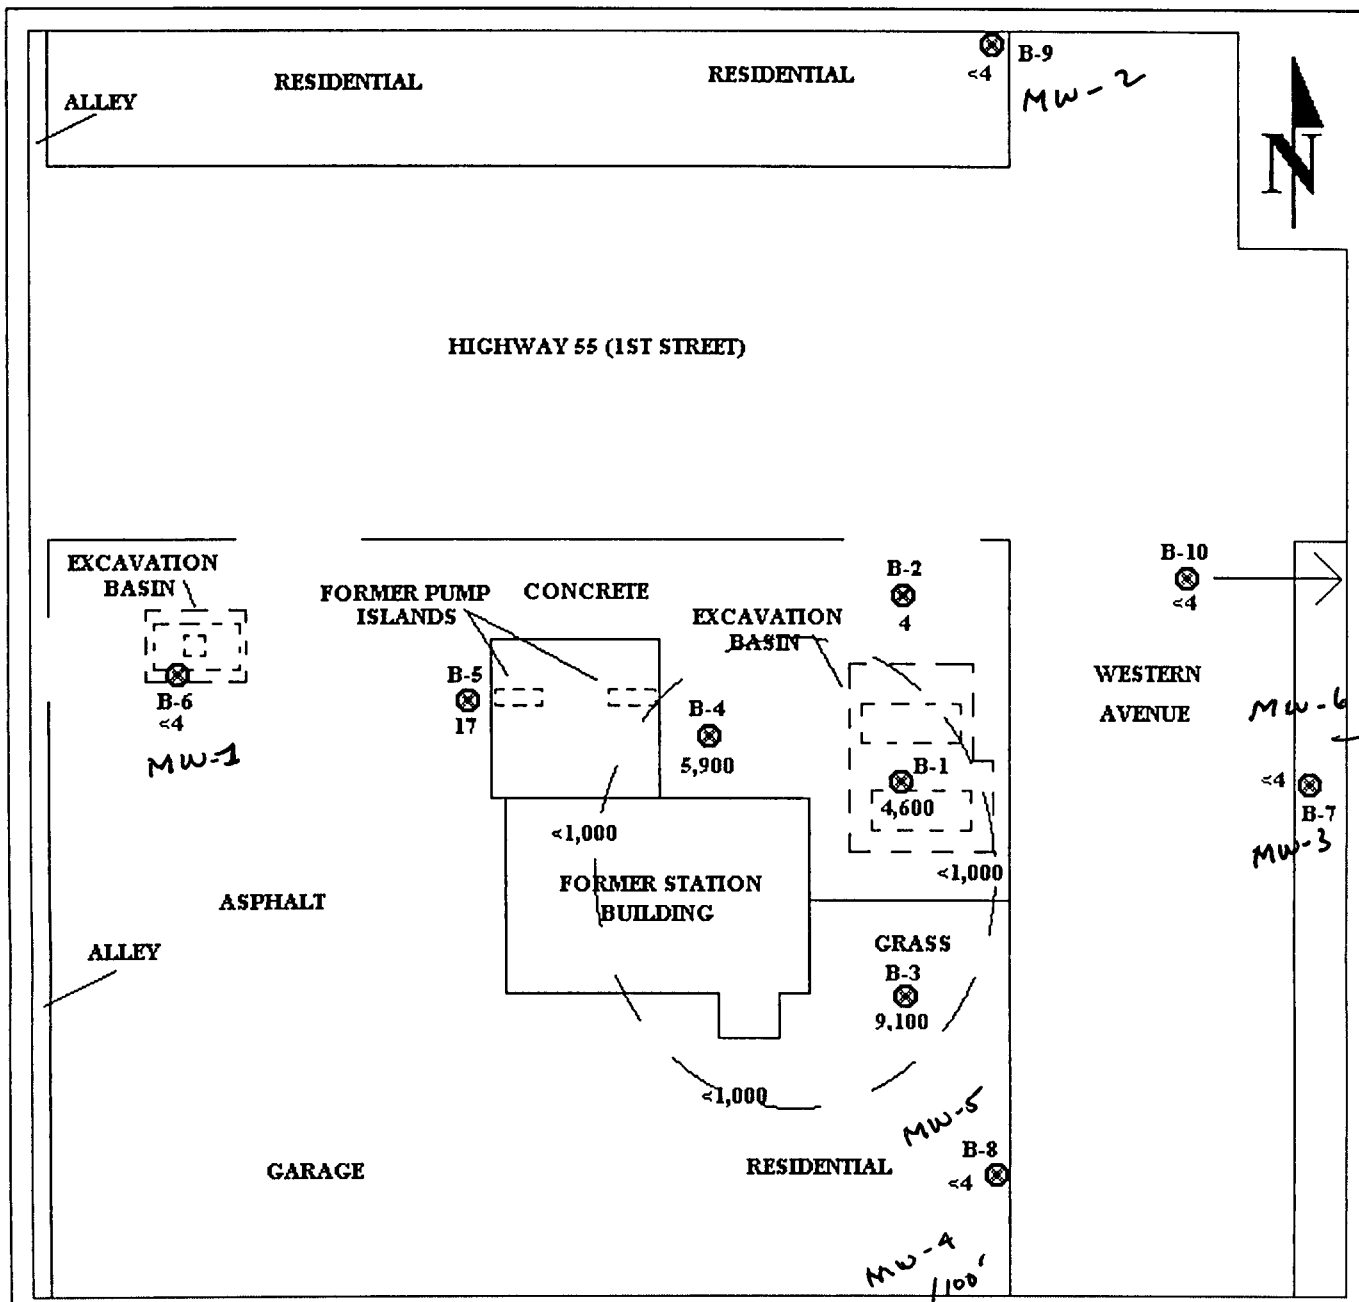 B-9
<4
MW-2
RESIDENTIAL
RESIDENTIAL
ALLEY
N
HIGHWAY 55 (1ST STREET)
EXCAVATION
BASIN
B-6
<4
MW-1
FORMER PUMP
ISLANDS
CONCRETE
B-5
17
B-4
5,900
EXCAVATION
BASIN
B-2
4
B-1
4,600
B-10
<4
WESTERN
AVENUE
MW-6
<4
B-7
MW-3
<1,000
<1,000
FORMER STATION
BUILDING
ASPHALT
ALLEY
GRASS
B-3
9,100
<1,000
MW-5
B-8
<4
GARAGE
RESIDENTIAL
MW-4
100'